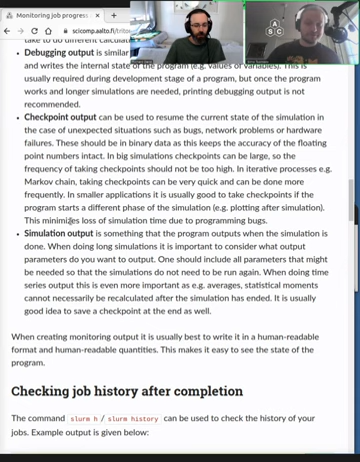 Monitoring job progress
scicomp.aalto.fi/trito
take to do different calculati
• Debugging output is similar
and writes the internal state of the program (e.g. values of variables). This is
usually required during development stage of a program, but once the program
works and longer simulations are needed, printing debugging output is not
recommended.
• Checkpoint output can be used to resume the current state of the simulation in
the case of unexpected situations such as bugs, network problems or hardware
failures. These should be in binary data as this keeps the accuracy of the floating
point numbers intact. In big simulations checkpoints can be large, so the
frequency of taking checkpoints should not be too high. In iterative processes e.g.
Markov chain, taking checkpoints can be very quick and can be done more
frequently. In smaller applications it is usually good to take checkpoints if the
program starts a different phase of the simulation (e.g. plotting after simulation).
This minimizes loss of simulation time due to programming bugs.
• Simulation output is something that the program outputs when the simulation is
done. When doing long simulations it is important to consider what output
parameters do you want to output. One should include all parameters that might
be needed so that the simulations do not need to be run again. When doing time
series output this is even more important as e.g. averages, statistical moments
cannot necessarily be recalculated after the simulation has ended. It is usually
good idea to save a checkpoint at the end as well.
When creating monitoring output it is usually best to write it in a human-readable
format and human-readable quantities. This makes it easy to see the state of the
program.
Checking job history after completion
The command slurm h / slurm history can be used to check the history of your
jobs. Example output is given below:
A
S C